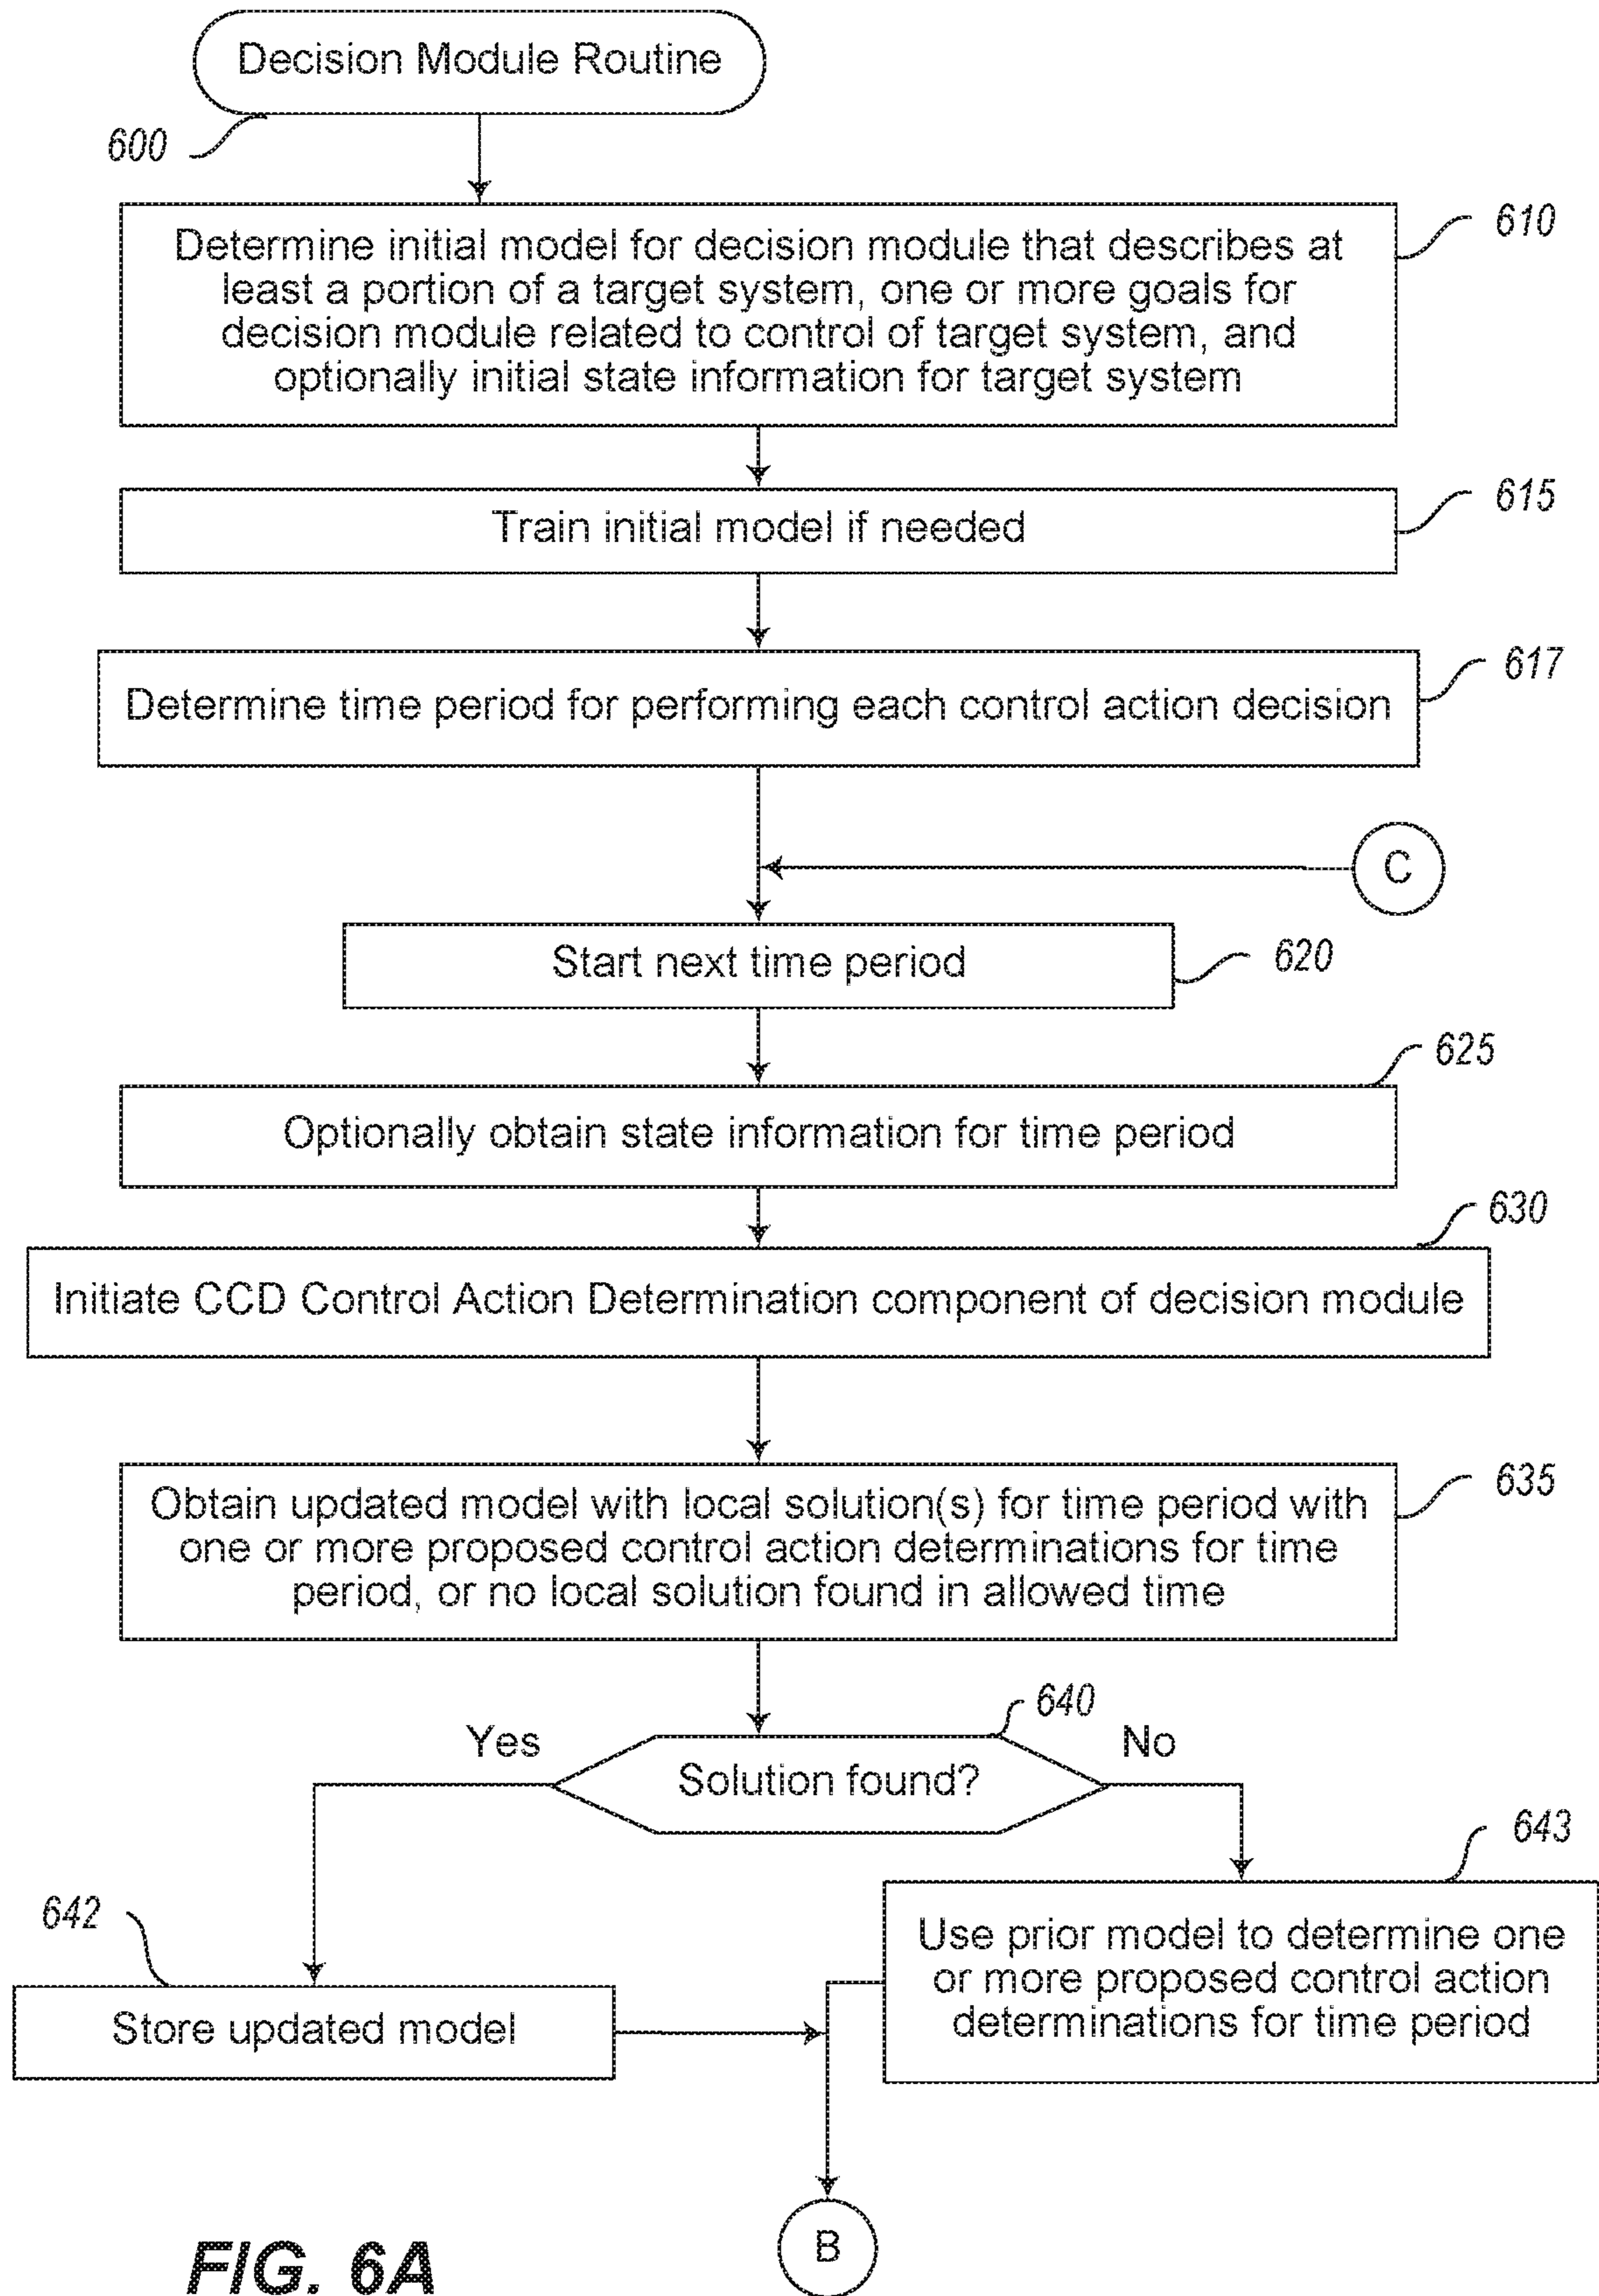 Decision Module Routine
600
610
Determine initial model for decision module that describes at
least a portion of a target system, one or more goals for
decision module related to control of target system, and
optionally initial state information for target system
615
Train initial model if needed
617
Determine time period for performing each control action decision
C
Start next time period
620
625
Optionally obtain state information for time period
630
Initiate CCD Control Action Determination component of decision module
635
Obtain updated model with local solution(s) for time period with
one or more proposed control action determinations for time
period, or no local solution found in allowed time
640
Yes
No
Solution found?
643
642
Use prior model to determine one
or more proposed control action
determinations for time period
Store updated model
B
FIG. 6A